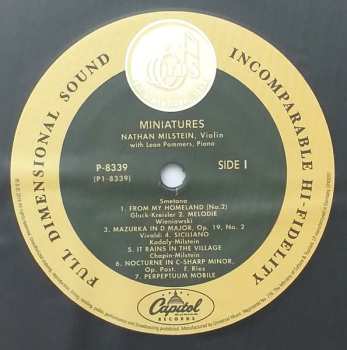 FULL DIMENSIONAL SOUND
INCOMPARABLE HI-FIDELITY
MINIATURES
NATHAN MILSTEIN, Violin
with Leon Pommers, Piano
P-8339
(P1-8339)
SIDE 1
Smetana
1. FROM MY HOMELAND (No.2)
Gluck-Kreisler 2. MELODIE
Wieniawski
3. MAZURKA IN D MAJOR, Op. 19, No. 2
Vivaldi: 4. SICILIANO
Kodaly-Milstein
5. IT RAINS IN THE VILLAGE
Chopin-Milstein
6. NOCTURNE IN C-SHARP MINOR,
Op. Post. F. Ries
7. PERPETUUM MOBILE
Capitol
RECORDS